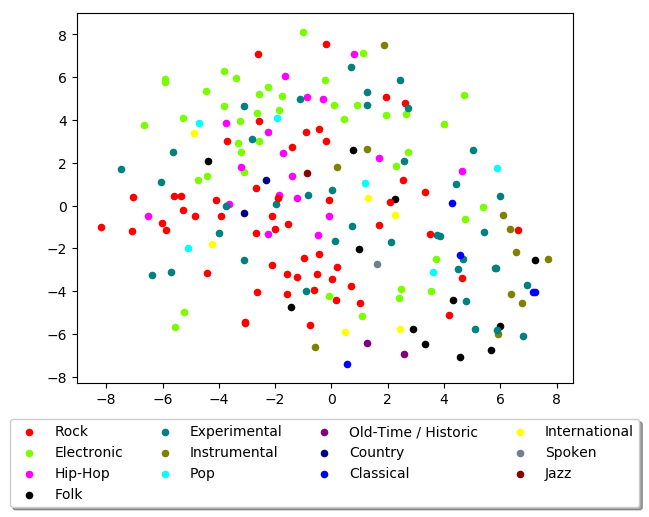 8
6
4
2
0
−2
−4
−6
−8
−8 −6 −4 −2 0 2 4 6 8
Rock Experimental Old-Time / Historic International
Electronic Instrumental Country Spoken
Hip-Hop Pop Classical Jazz
Folk